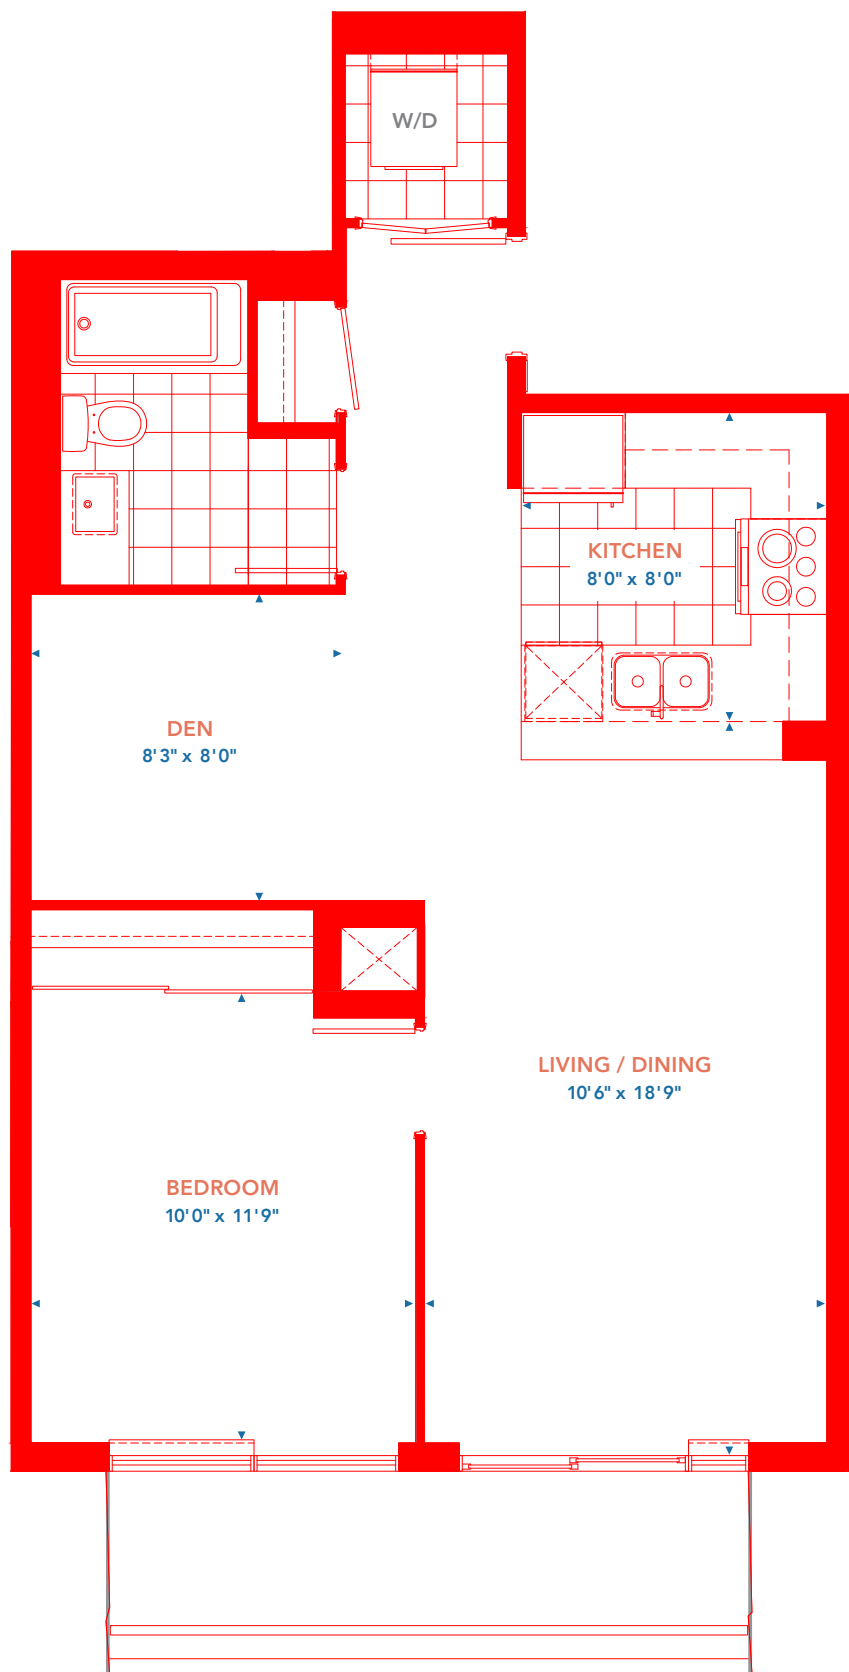 W/D
KITCHEN
8'0" x 8'0"
DEN
8'3" x 8'0"
LIVING / DINING
10'6" x 18'9"
BEDROOM
10'0" x 11'9"